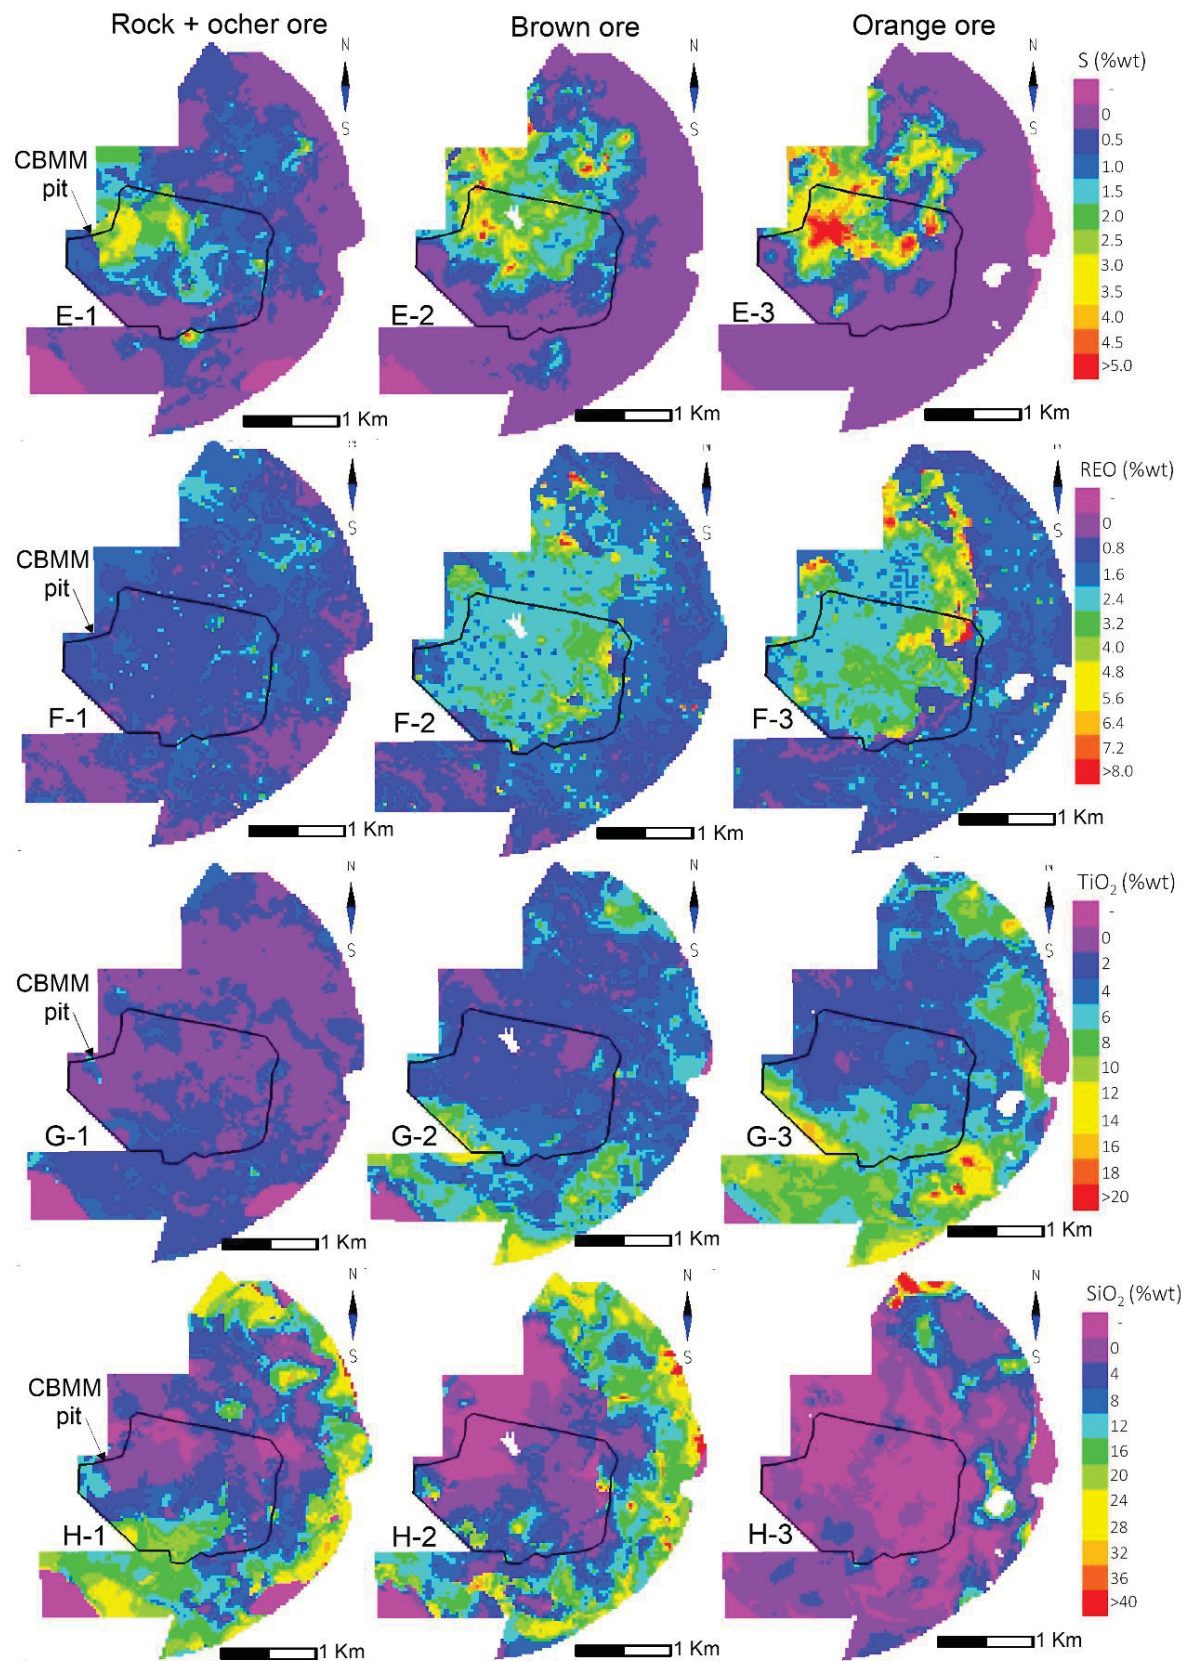 Rock + ocher ore
Brown ore
Orange ore
N
S
N
S
N
S
S (%wt)
-
0
0.5
1.0
1.5
2.0
2.5
3.0
3.5
4.0
4.5
>5.0
CBMM
pit
E-1
E-2
E-3
1 Km
1 Km
1 Km
S
S
S
REO (%wt)
-
0
0.8
1.6
2.4
3.2
4.0
4.8
5.6
6.4
7.2
>8.0
CBMM
pit
F-1
F-2
F-3
1 Km
1 Km
1 Km
N
S
N
S
N
S
TiO₂ (%wt)
-
0
2
4
6
8
10
12
14
16
18
>20
CBMM
pit
G-1
G-2
G-3
1 Km
1 Km
1 Km
N
S
N
S
N
S
SiO₂ (%wt)
-
0
4
8
12
16
20
24
28
32
36
>40
CBMM
pit
H-1
H-2
H-3
1 Km
1 Km
1 Km